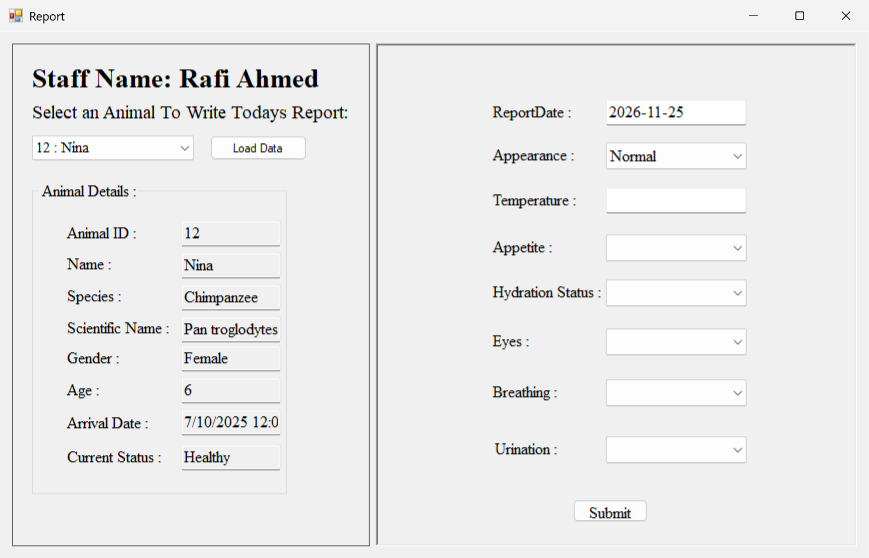 Report
Staff Name: Rafi Ahmed
Select an Animal To Write Todays Report:
12 : Nina
Load Data
Animal Details :
Animal ID : 12
Name : Nina
Species : Chimpanzee
Scientific Name : Pan troglodytes
Gender : Female
Age : 6
Arrival Date : 7/10/2025 12:0
Current Status : Healthy
ReportDate : 2026-11-25
Appearance : Normal
Temperature :
Appetite :
Hydration Status :
Eyes :
Breathing :
Urination :
Submit